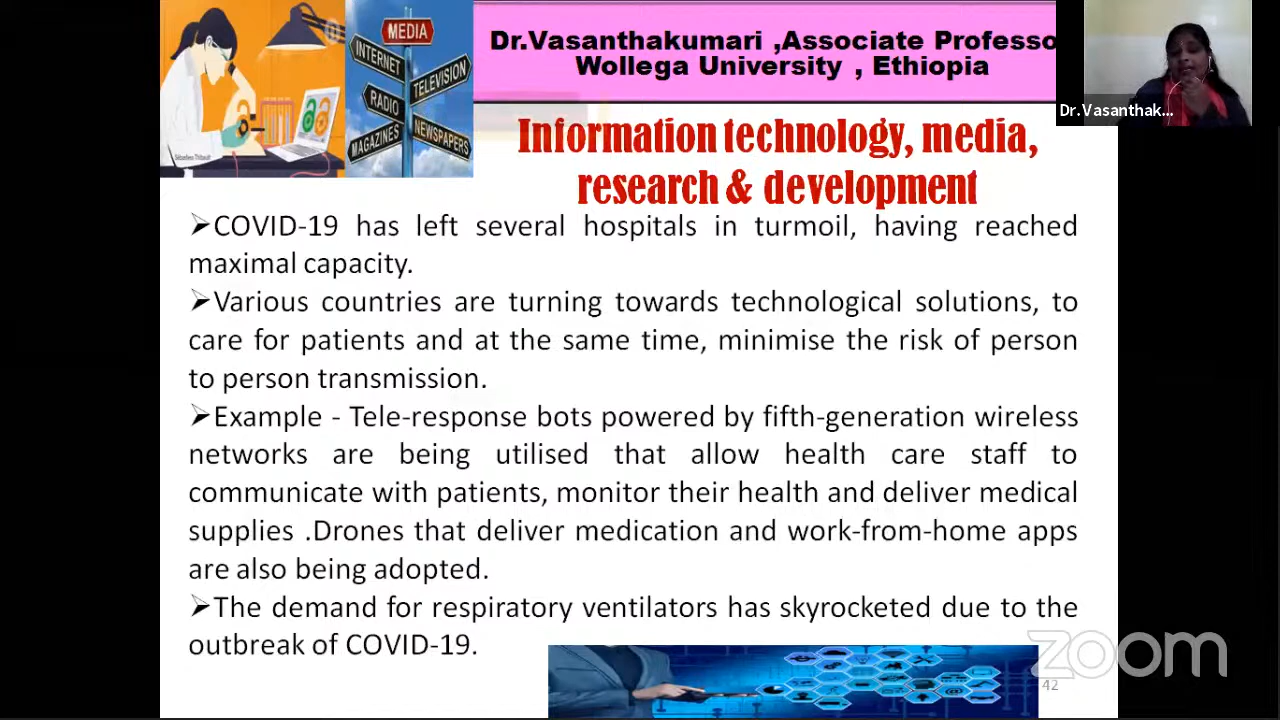 MEDIA
INTERNET
TELEVISION
RADIO
MAGAZINES
NEWSPAPERS
Dr.Vasanthakumari ,Associate Professo
Wollega University , Ethiopia
Dr.Vasanthak...
Information technology, media,
research & development
➢COVID-19 has left several hospitals in turmoil, having reached
maximal capacity.
➢Various countries are turning towards technological solutions, to
care for patients and at the same time, minimise the risk of person
to person transmission.
➢Example - Tele-response bots powered by fifth-generation wireless
networks are being utilised that allow health care staff to
communicate with patients, monitor their health and deliver medical
supplies .Drones that deliver medication and work-from-home apps
are also being adopted.
➢The demand for respiratory ventilators has skyrocketed due to the
outbreak of COVID-19.
zoom
42